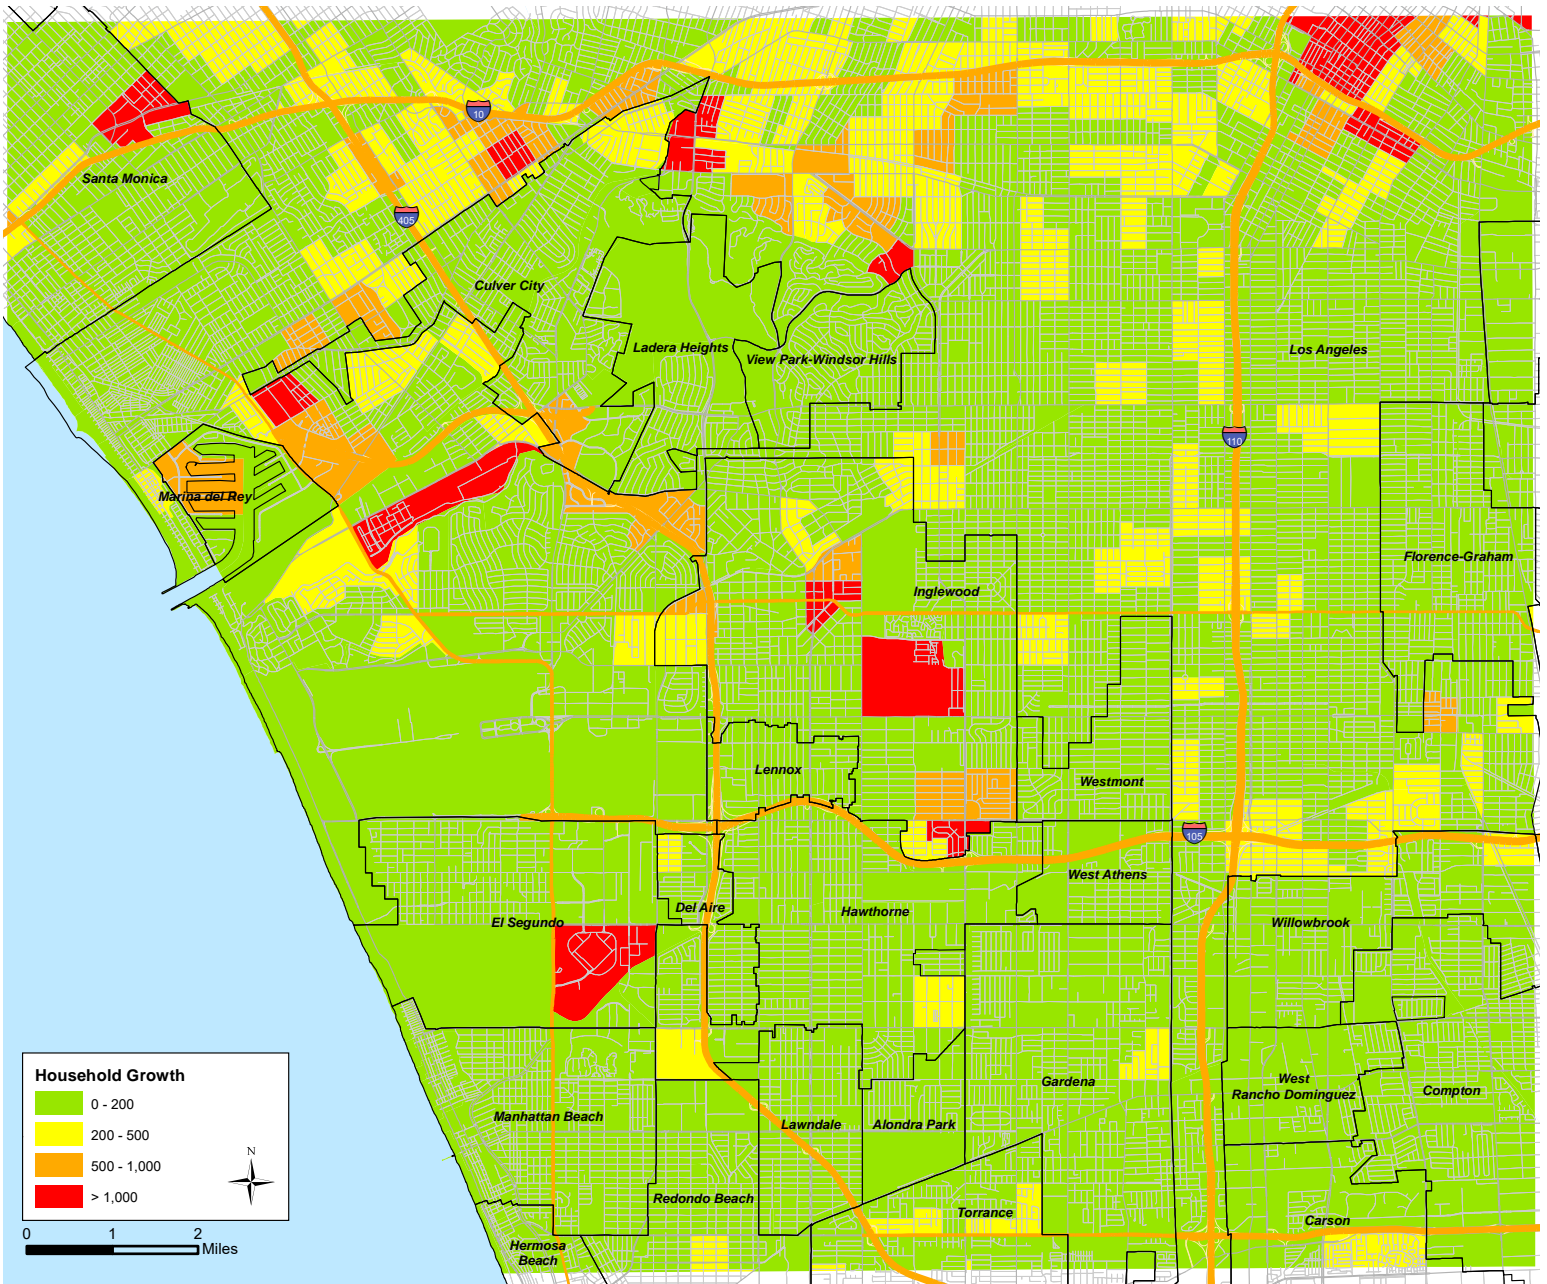 10
Santa Monica
405
Culver City
Ladera Heights
View Park-Windsor Hills
Los Angeles
110
Marina del Rey
Florence-Graham
Inglewood
Lennox
Westmont
105
West Athens
Del Aire
Hawthorne
El Segundo
Willowbrook
Gardena
West
Rancho Dominguez
Compton
Manhattan Beach
Lawndale
Alondra Park
Redondo Beach
Torrance
Carson
Hermosa
Beach
Household Growth
0 - 200
200 - 500
500 - 1,000
> 1,000
N
0 1 2
Miles